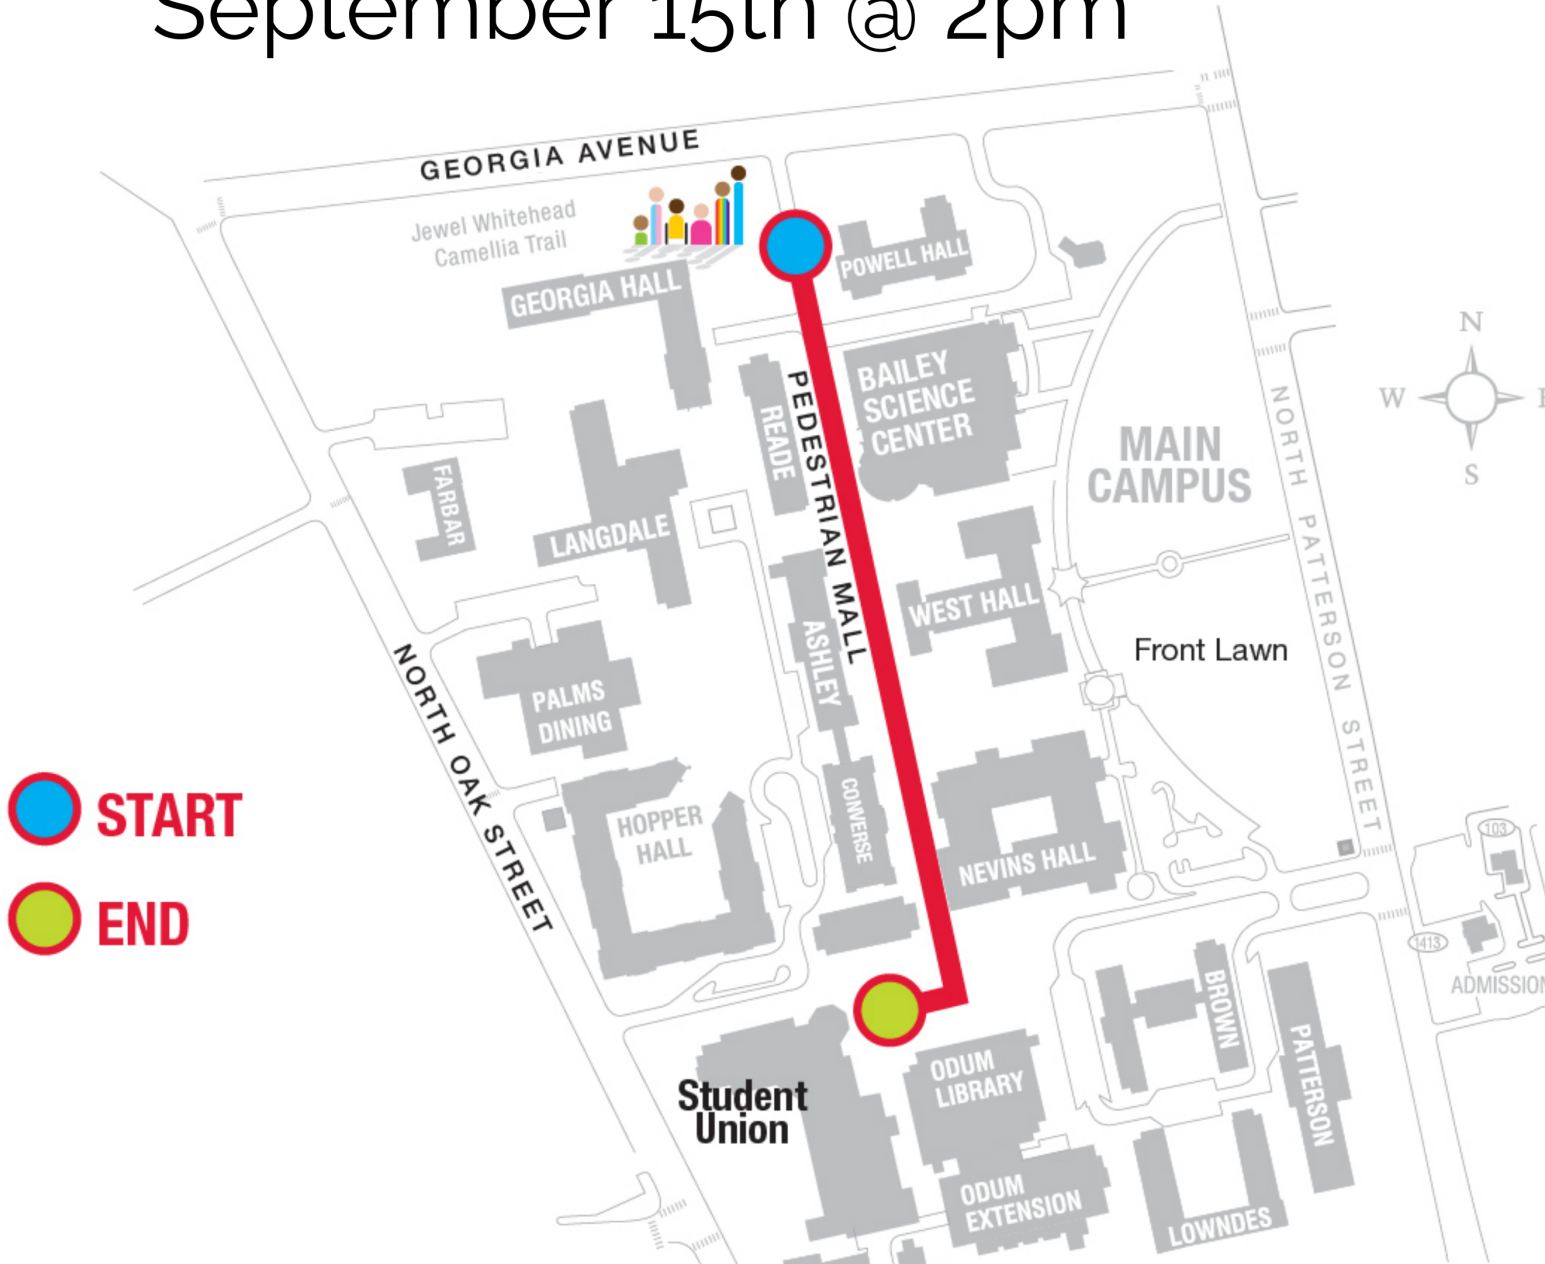 September 15th @ 2pm
GEORGIA AVENUE
Jewel Whitehead
Camellia Trail
GEORGIA HALL
POWELL HALL
N
W
S
BAILEY
SCIENCE
CENTER
READE
PEDESTRIAN MALL
MAIN
CAMPUS
NORTH PATTERSON STREET
FARBAR
LANGDALE
WEST HALL
ASHLEY
Front Lawn
PALMS
DINING
NORTH OAK STREET
START
END
HOPPER
HALL
CONVERSE
NEVINS HALL
103
1413
ADMISSION
BROWN
PATTERSON
ODUM
LIBRARY
Student
Union
ODUM
EXTENSION
LOWNDES